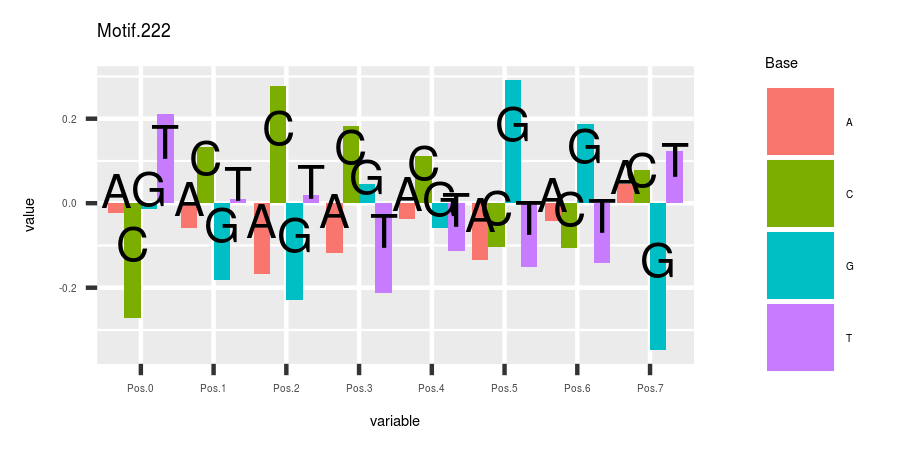 Motif.222
Base
A
C
G
T
value
0.2
0.0
-0.2
A C G T A C G T A C G T A C G T A C G T A C G T A C G T A C G T
Pos.0 Pos.1 Pos.2 Pos.3 Pos.4 Pos.5 Pos.6 Pos.7
variable